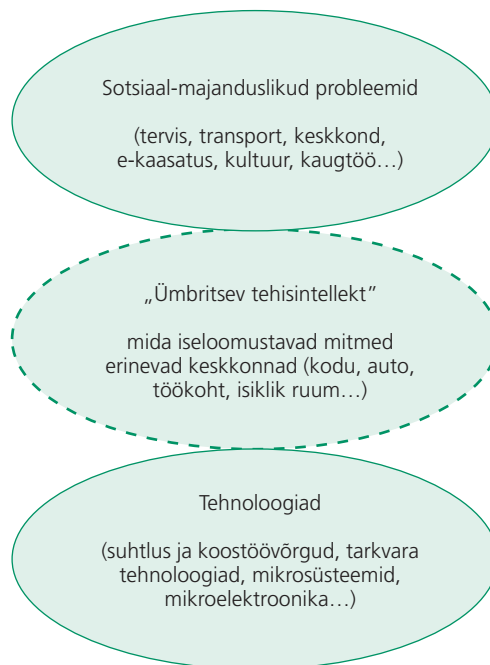 Sotsiaal-majanduslikud probleemid
(tervis, transport, keskkond,
e-kaasatus, kultuur, kaugtöö…)
„Ümbritsev tehisintellekt”
mida iseloomustavad mitmed
erinevad keskkonnad (kodu, auto,
töökoht, isiklik ruum…)
Tehnoloogiad
(suhtlus ja koostöövõrgud, tarkvara
tehnoloogiad, mikrosüsteemid,
mikroelektroonika…)